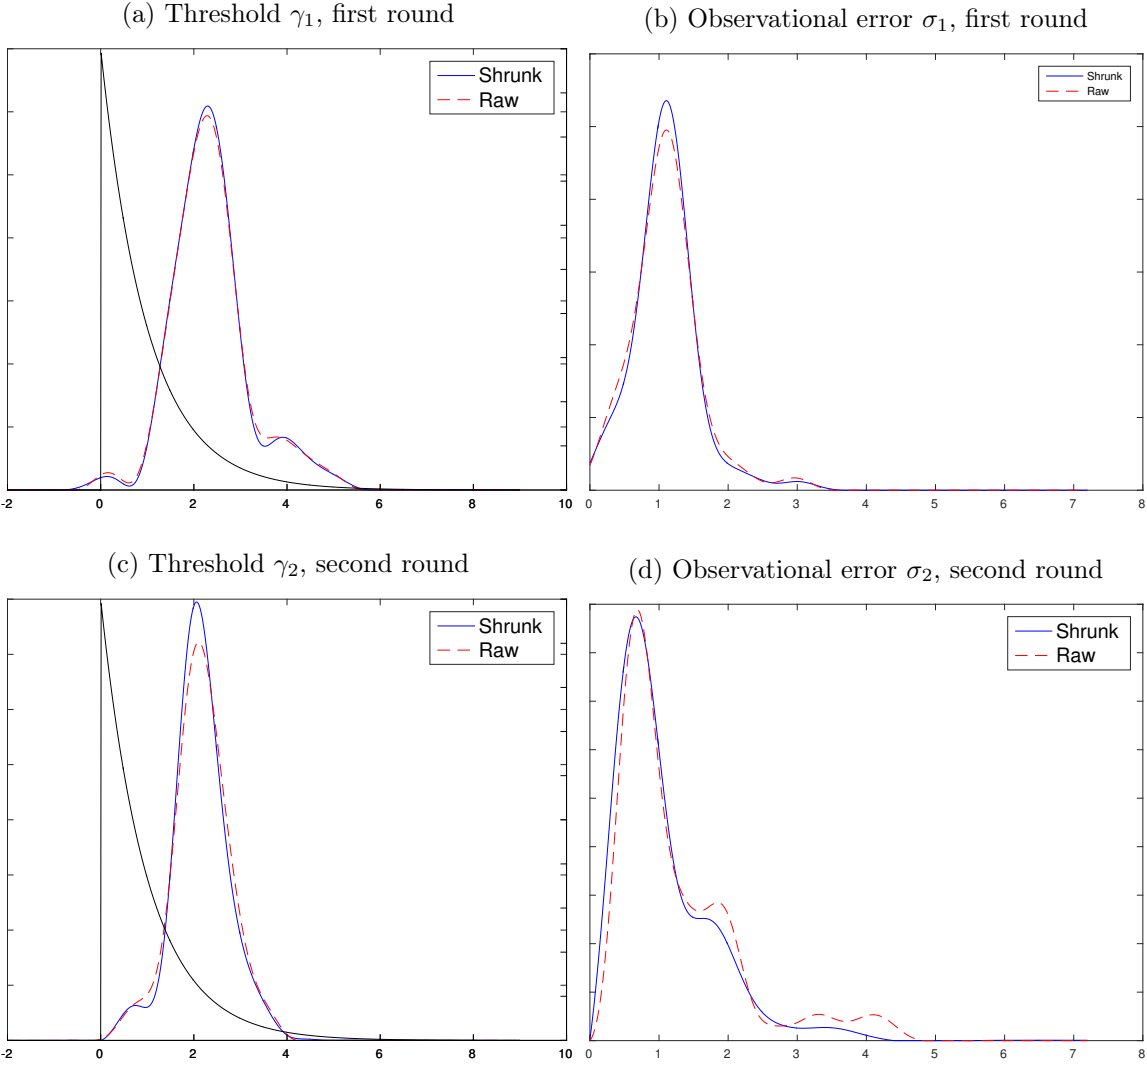 (a) Threshold γ₁, first round
Shrunk
Raw
-2 0 2 4 6 8 10
(b) Observational error σ₁, first round
Shrunk
Raw
0 1 2 3 4 5 6 7 8
(c) Threshold γ₂, second round
Shrunk
Raw
-2 0 2 4 6 8 10
(d) Observational error σ₂, second round
Shrunk
Raw
0 1 2 3 4 5 6 7 8